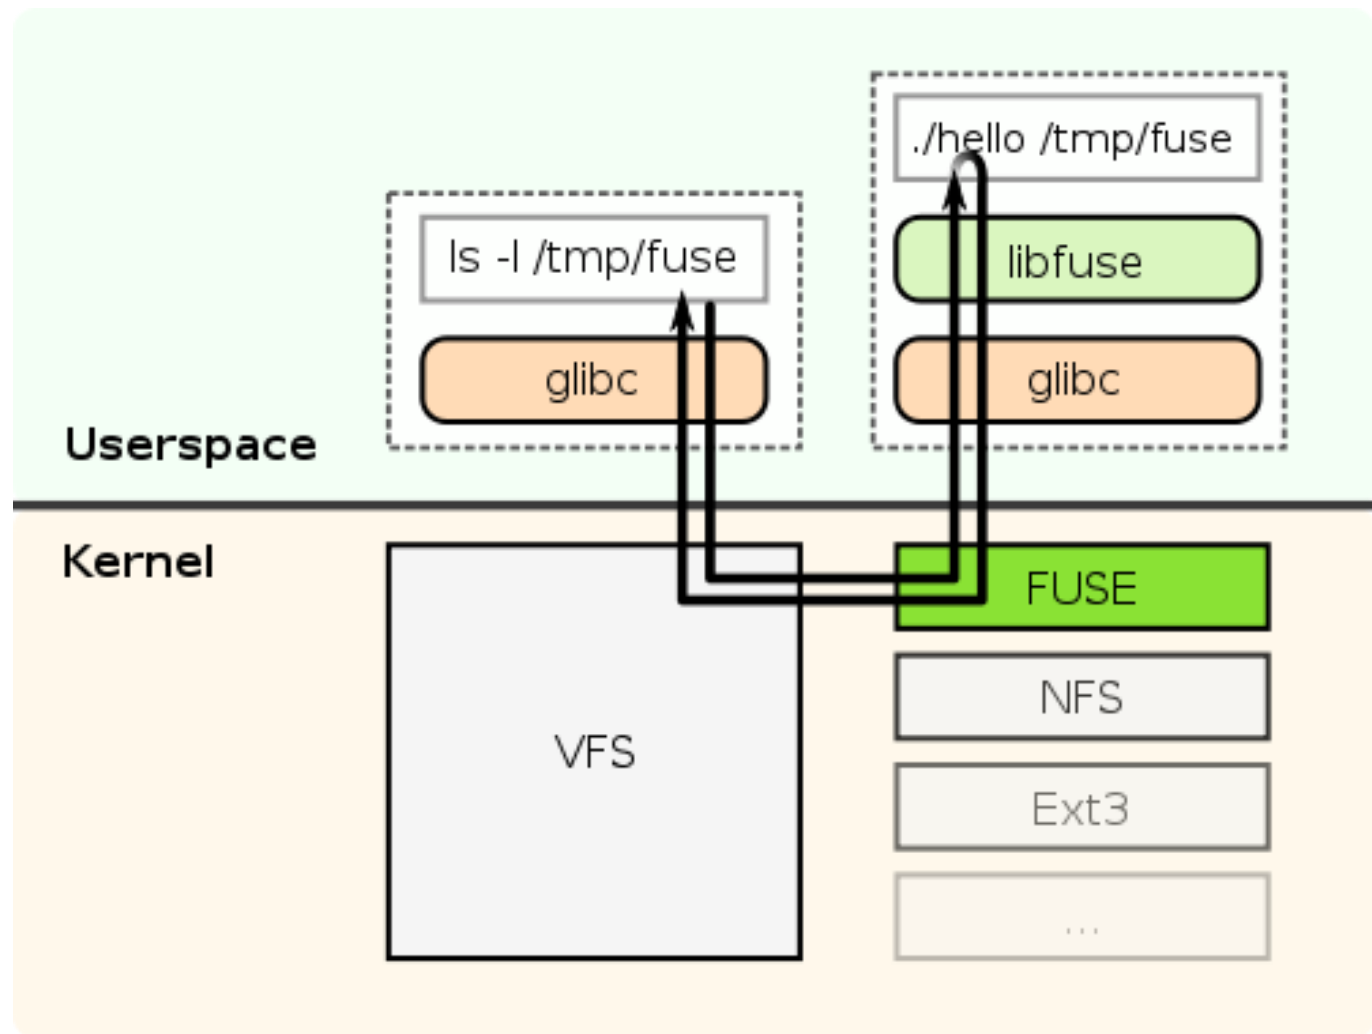 ./hello /tmp/fuse
ls -l /tmp/fuse
libfuse
glibc
glibc
Userspace
Kernel
FUSE
NFS
VFS
Ext3
...